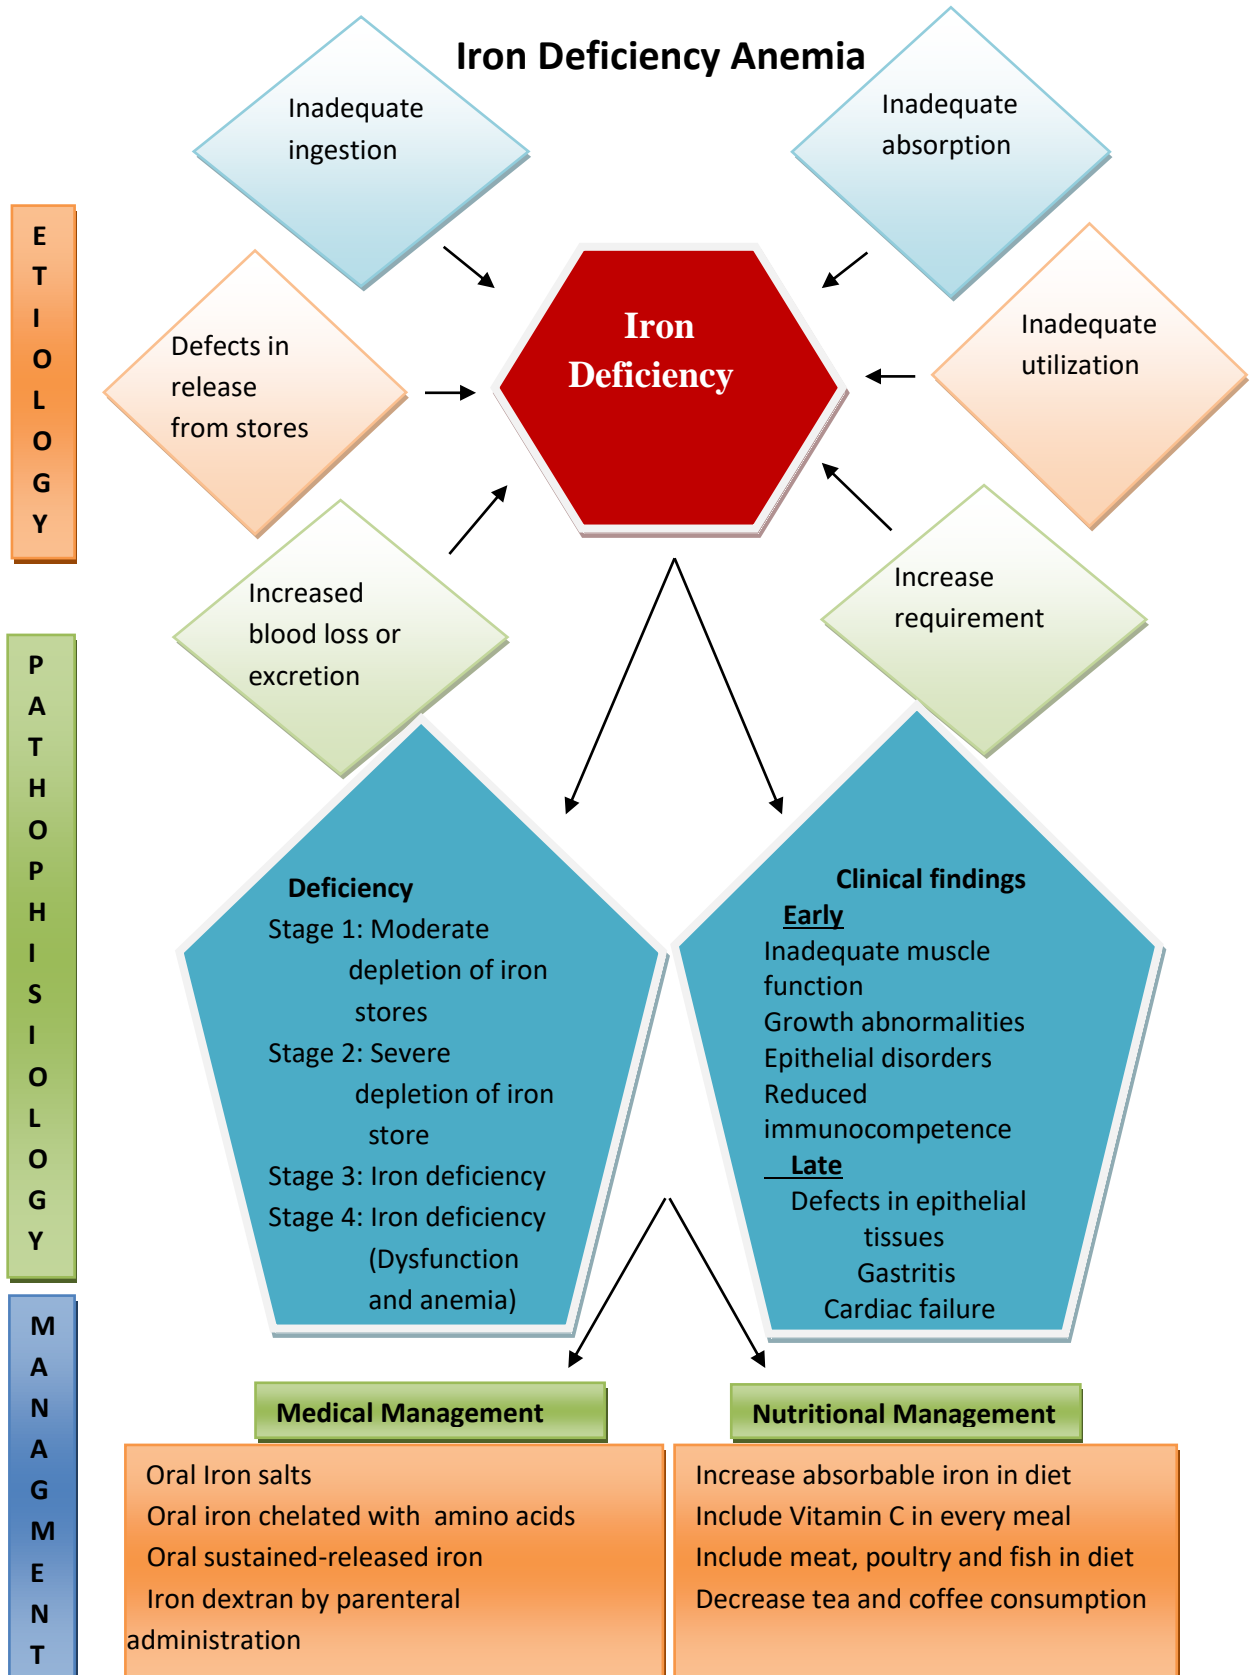 Iron Deficiency Anemia
Inadequate
ingestion
Inadequate
absorption
E
T
I
O
L
O
G
Y
Defects in
release
from stores
Iron
Deficiency
Inadequate
utilization
Increased
blood loss or
excretion
Increase
requirement
P
A
T
H
O
P
H
I
S
I
O
L
O
G
Y
Deficiency
Stage 1: Moderate
depletion of iron
stores
Stage 2: Severe
depletion of iron
store
Stage 3: Iron deficiency
Stage 4: Iron deficiency
(Dysfunction
and anemia)
Clinical findings
Early
Inadequate muscle
function
Growth abnormalities
Epithelial disorders
Reduced
immunocompetence
Late
Defects in epithelial
tissues
Gastritis
Cardiac failure
M
A
N
A
G
M
E
N
T
Medical Management
Oral Iron salts
Oral iron chelated with amino acids
Oral sustained-released iron
Iron dextran by parenteral
administration
Nutritional Management
Increase absorbable iron in diet
Include Vitamin C in every meal
Include meat, poultry and fish in diet
Decrease tea and coffee consumption